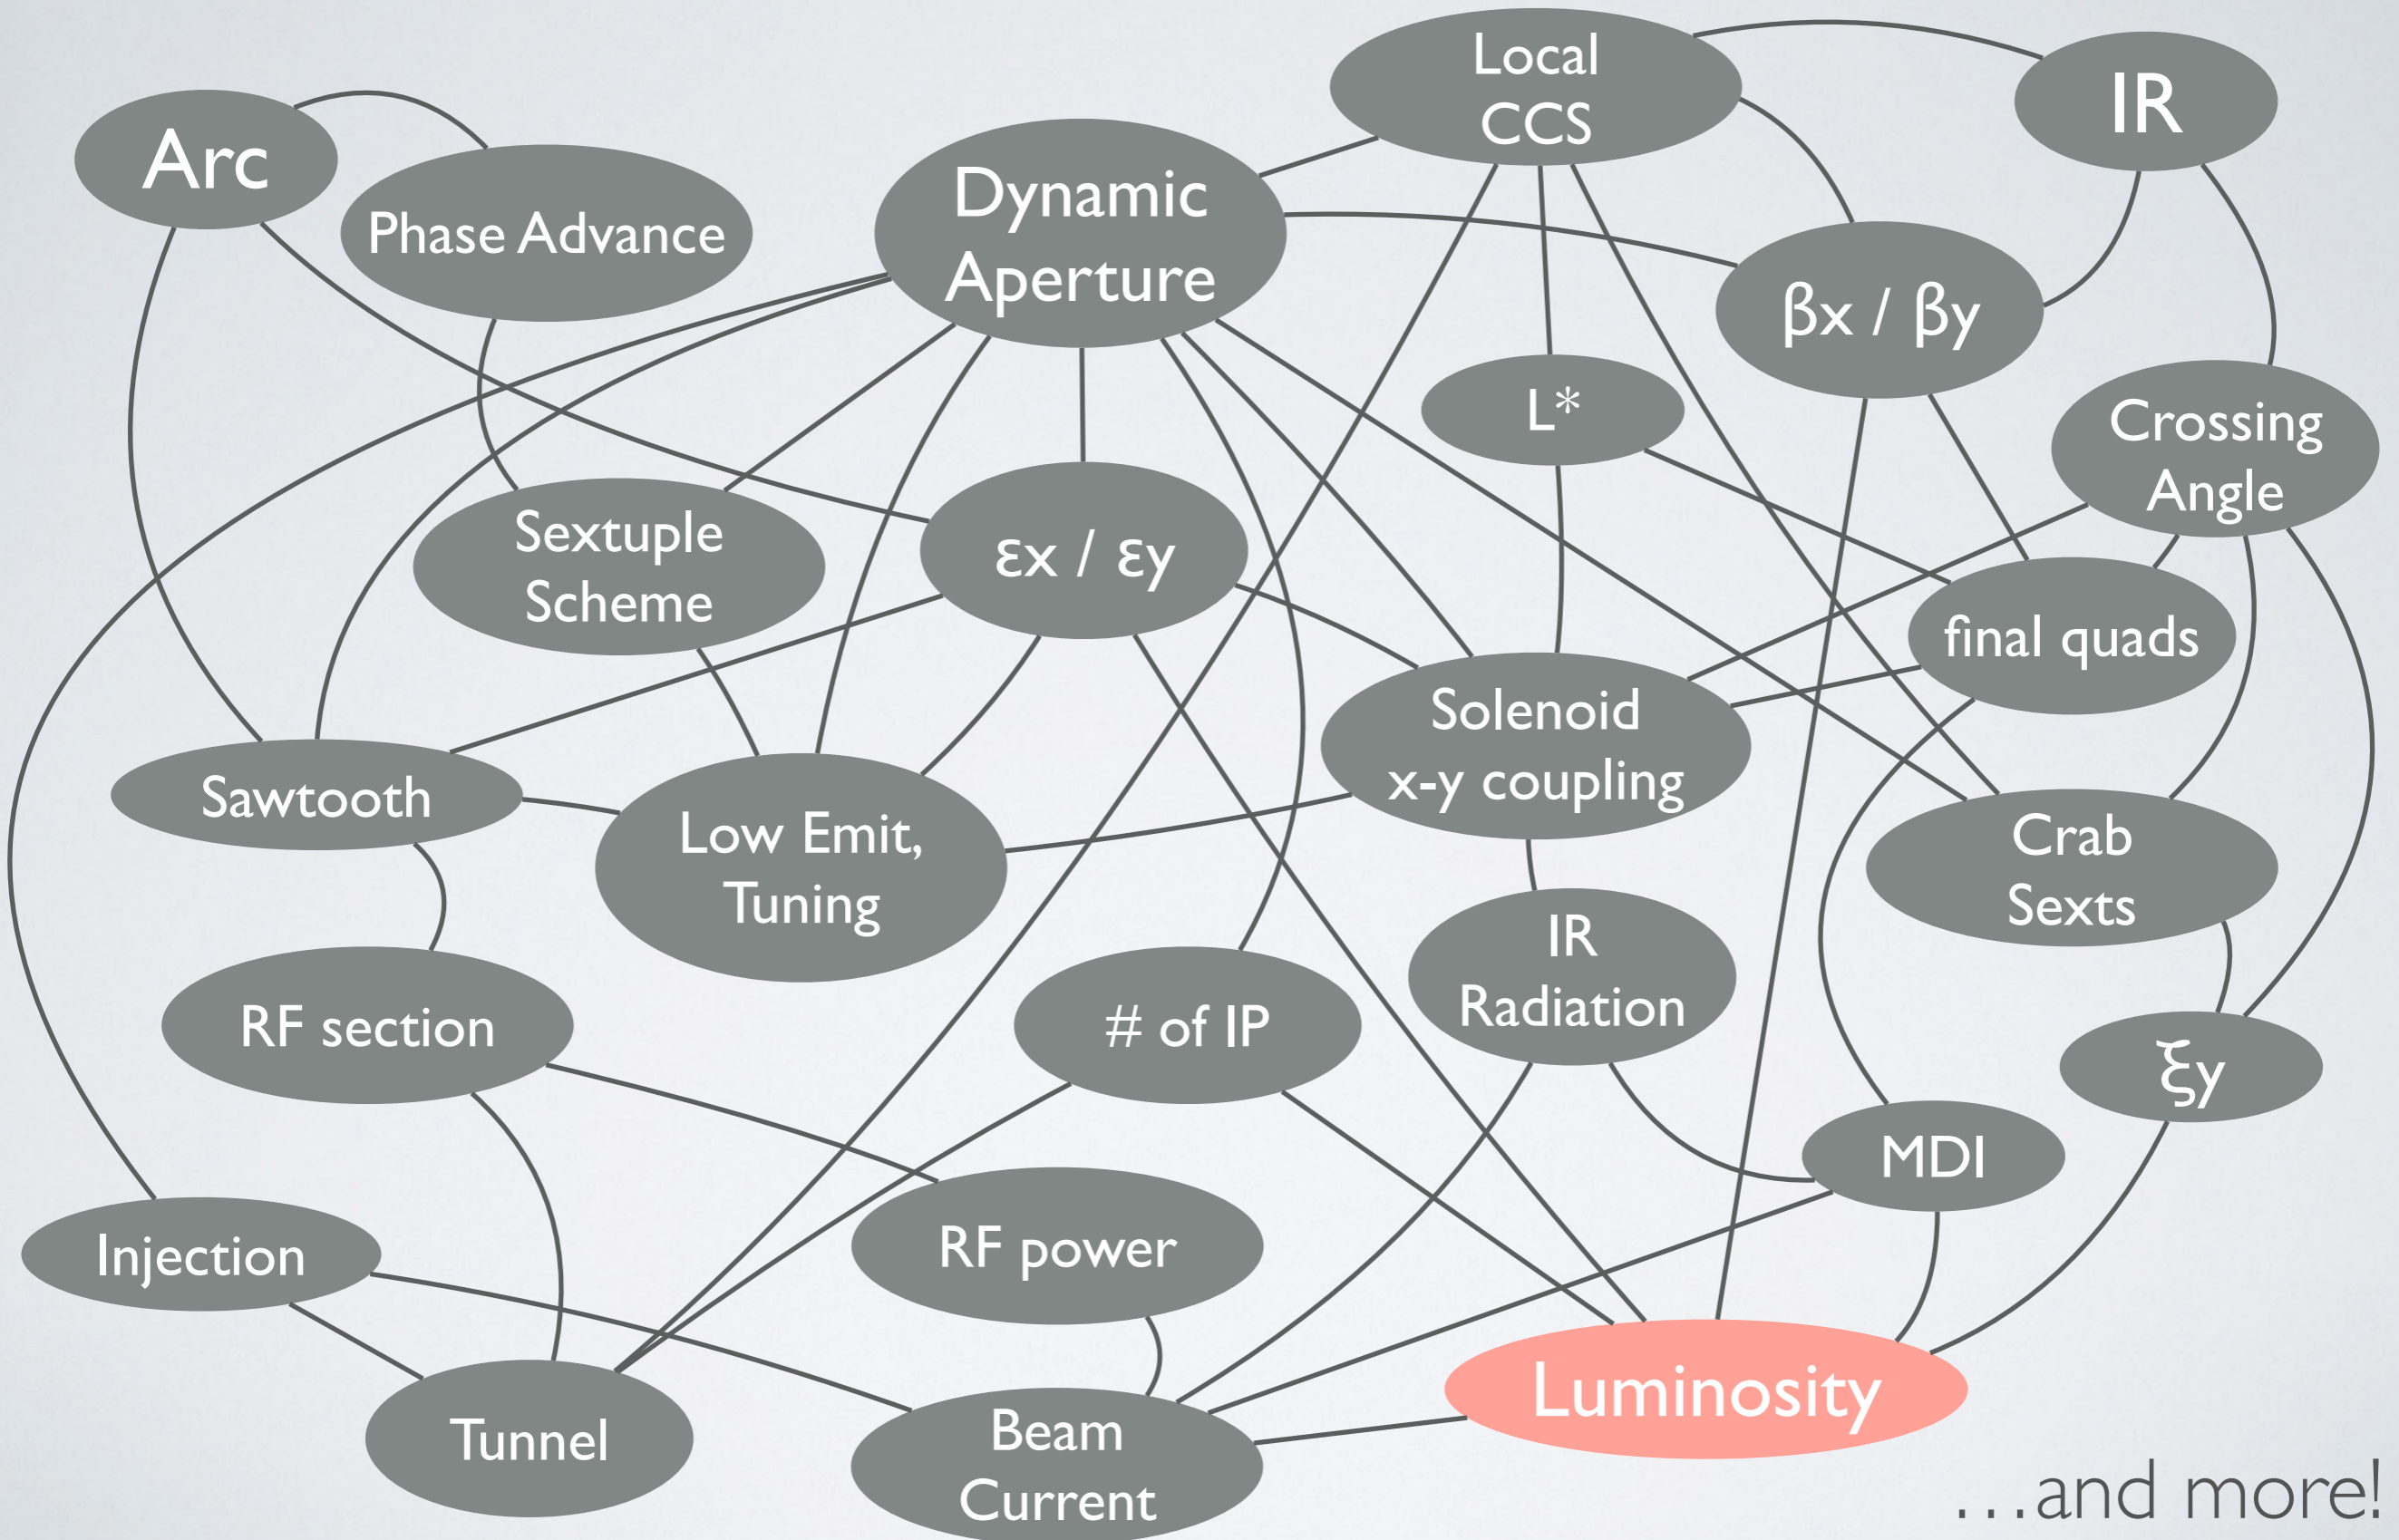 Local
CCS
IR
Arc
Phase Advance
Dynamic
Aperture
βx / βy
L*
Crossing
Angle
Sextuple
Scheme
εx / εy
final quads
Solenoid
x-y coupling
Sawtooth
Low Emit,
Tuning
Crab
Sexts
IR
Radiation
RF section
# of IP
ξy
MDI
Injection
RF power
Luminosity
Tunnel
Beam
Current
…and more!